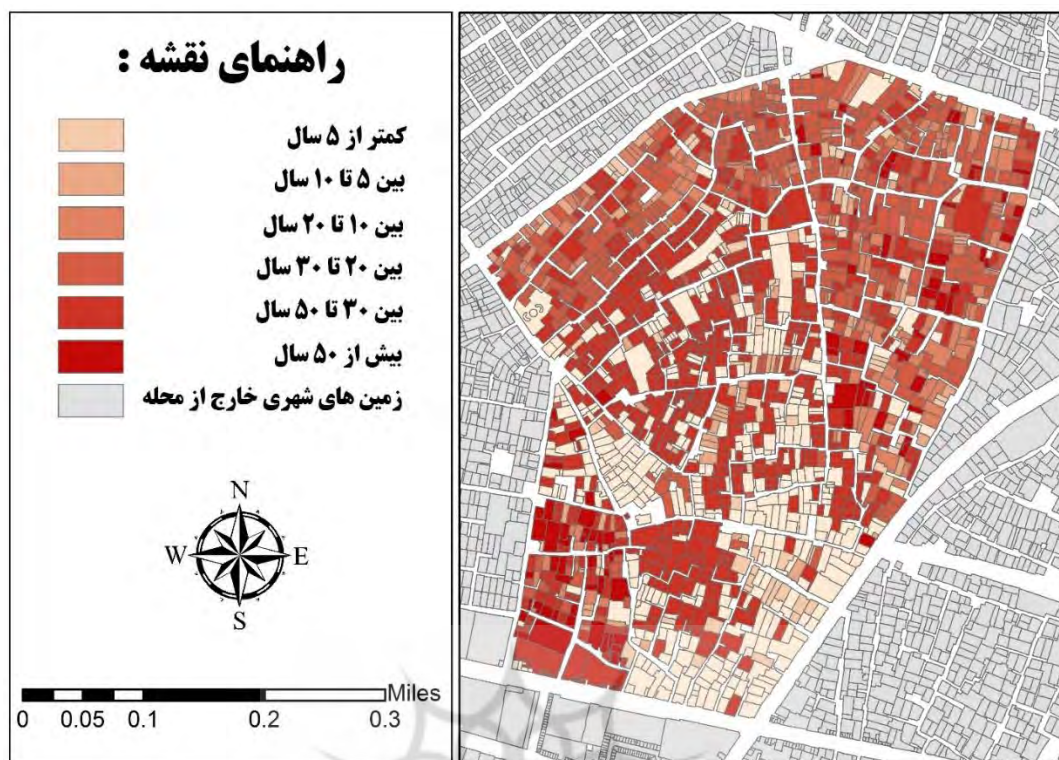 راهنمای نقشه :
کمتر از ۵ سال
بین ۵ تا ۱۰ سال
بین ۱۰ تا ۲۰ سال
بین ۲۰ تا ۳۰ سال
بین ۳۰ تا ۵۰ سال
بیش از ۵۰ سال
زمین های شهری خارج از محله
N
W E
S
Miles
0 0.05 0.1 0.2 0.3